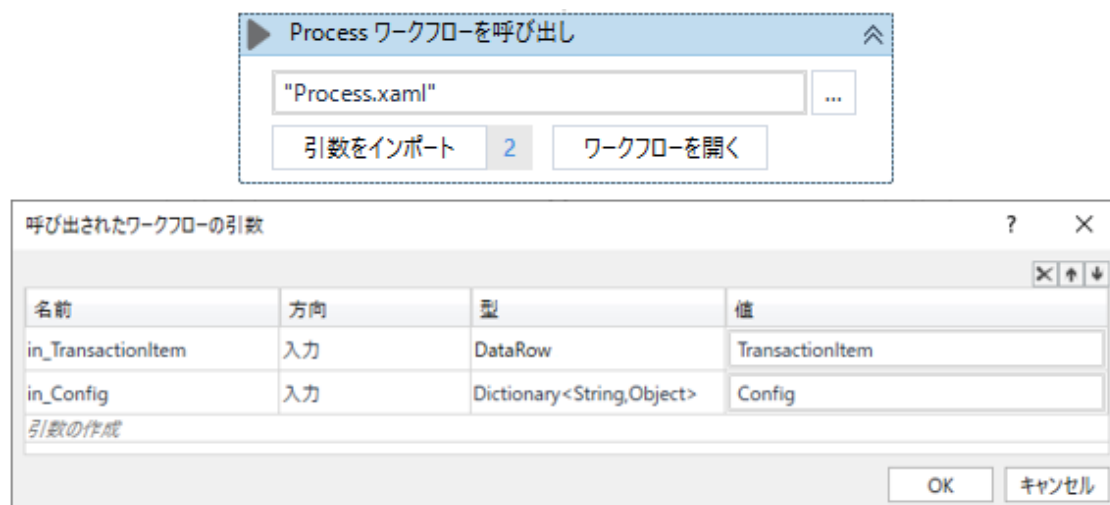 Process ワークフローを呼び出し
"Process.xaml" ...
引数をインポート 2 ワークフローを開く
呼び出されたワークフローの引数 ?
名前 方向 型 値
in_TransactionItem 入力 DataRow TransactionItem
in_Config 入力 Dictionary<String,Object> Config
引数の作成
OK キャンセル